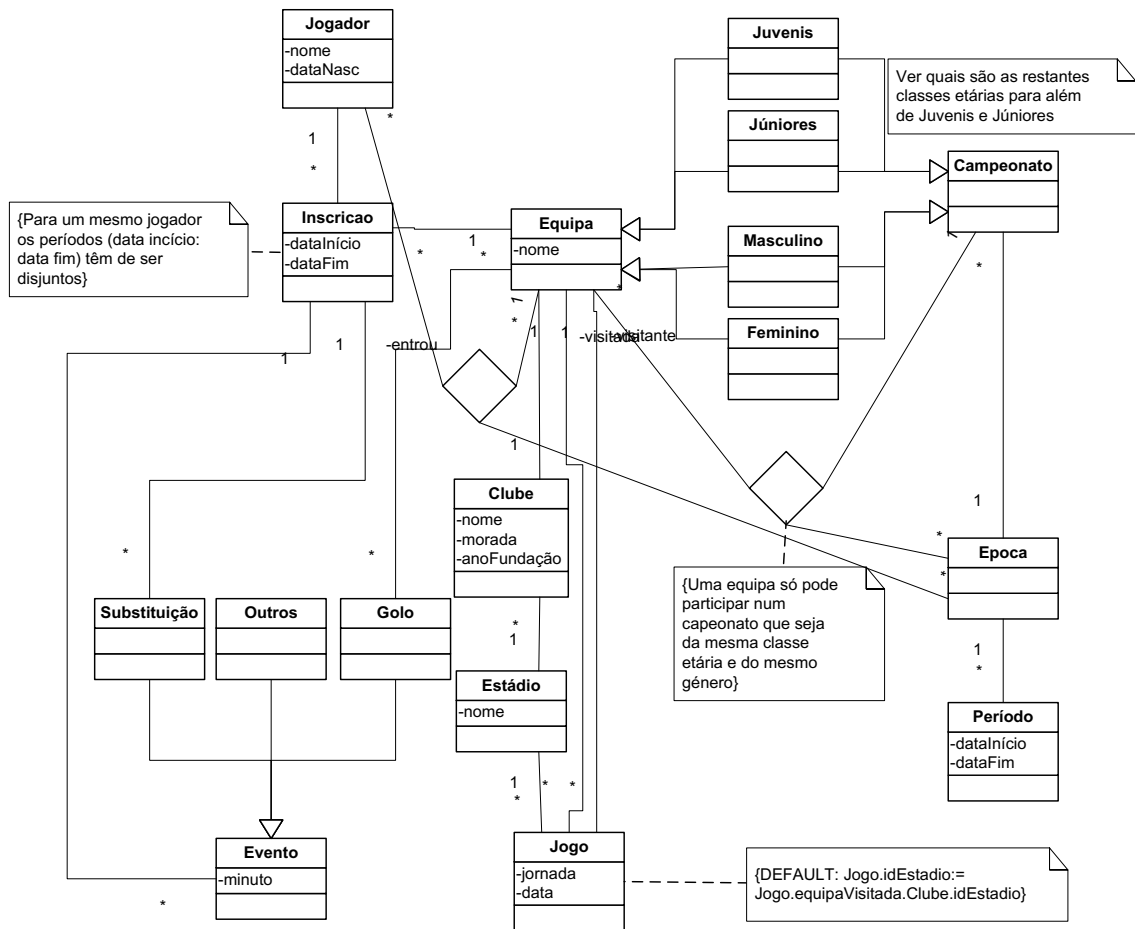 Jogador
-nome
-dataNasc
Juvenis
Júniores
Ver quais são as restantes
classes etárias para além
de Juvenis e Júniores
Campeonato
{Para um mesmo jogador
os períodos (data incício:
data fim) têm de ser
disjuntos}
Inscricao
-dataInício
-dataFim
Equipa
-nome
Masculino
Feminino
1
*
*
*
1
*
1
*
1
1
-entrou
*
1
1
1
*
-visitada
-visitante
1
*
1
Clube
-nome
-morada
-anoFundação
1
*
*
Epoca
*
*
Substituição
Outros
Golo
{Uma equipa só pode
participar num
capeonato que seja
da mesma classe
etária e do mesmo
género}
*
1
Estádio
-nome
1
*
Período
-dataInício
-dataFim
1
*
*
*
Evento
-minuto
*
Jogo
-jornada
-data
{DEFAULT: Jogo.idEstadio:=
Jogo.equipaVisitada.Clube.idEstadio}